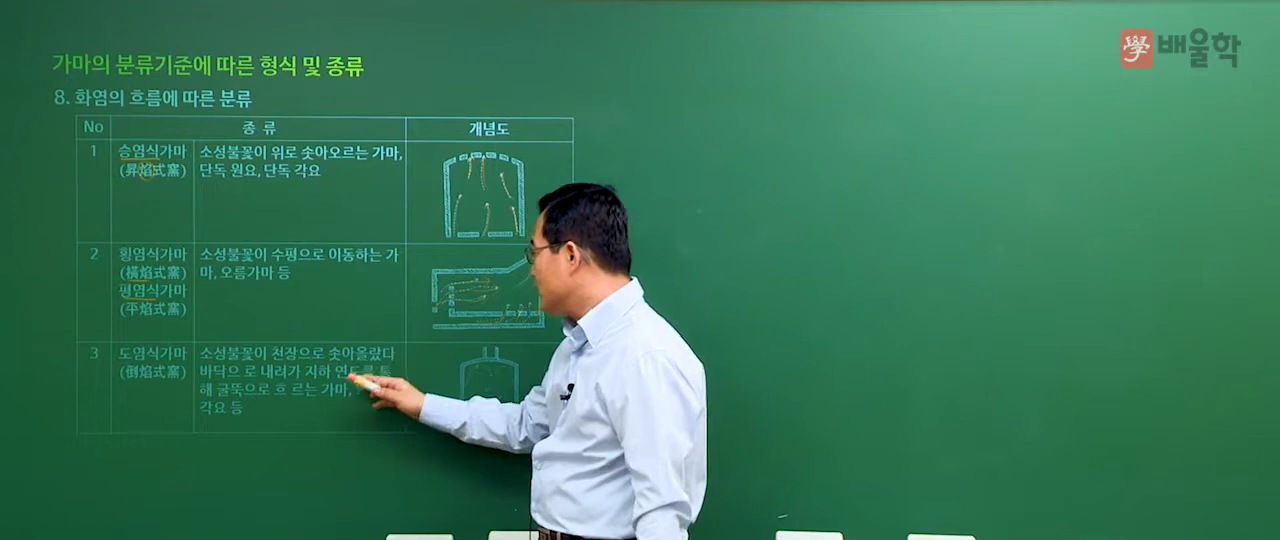 學 배울학
가마의 분류기준에 따른 형식 및 종류
8. 화염의 흐름에 따른 분류
No 종 류 개념도
1 승염식가마 소성불꽃이 위로 솟아오르는 가마,
(昇焰式窯) 단독 원요, 단독 각요
2 횡염식가마 소성불꽃이 수평으로 이동하는 가
(橫焰式窯) 마, 오름가마 등
평염식가마
(平焰式窯)
3 도염식가마 소성불꽃이 천장으로 솟아올랐다
(倒焰式窯) 바닥으로 내려가 지하 연도를 통
해 굴뚝으로 흐 르는 가마,
각요 등